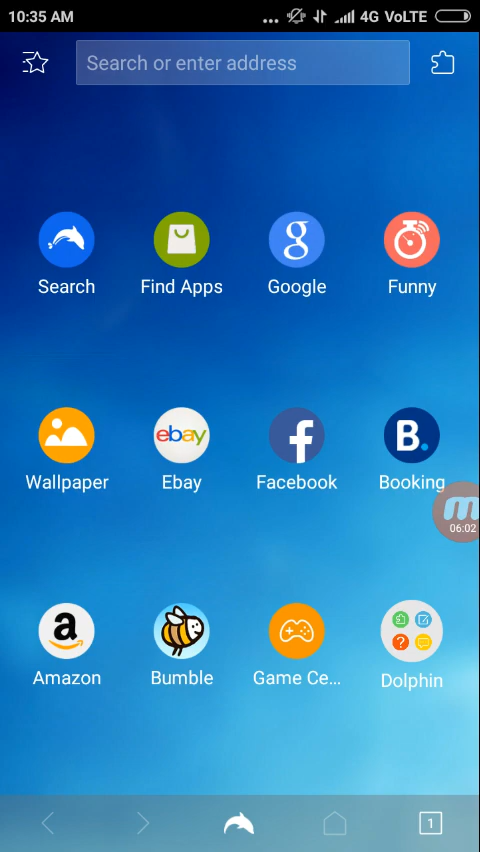 10:35 AM ... 4G VoLTE
Search or enter address
Search Find Apps Google Funny
ebay B.
Wallpaper Ebay Facebook Booking
06:02
Amazon Bumble Game Ce... Dolphin
1